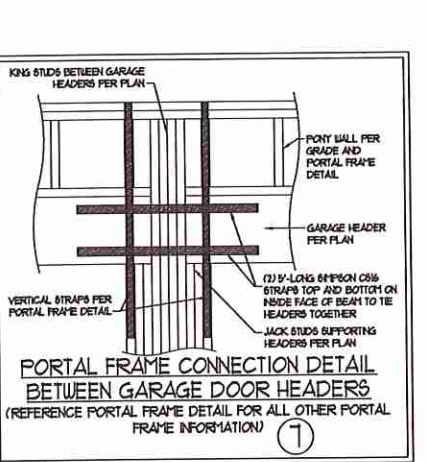 KING STUDS BETWEEN GARAGE
HEADERS PER PLAN
PONY WALL PER
GRADE AND
PORTAL FRAME
DETAIL
GARAGE HEADER
PER PLAN
(2) 5'-LONG SIMPSON CS16
STRAPS TOP AND BOTTOM ON
INSIDE FACE OF BEAM TO TIE
HEADERS TOGETHER
VERTICAL STRAPS PER
PORTAL FRAME DETAIL
JACK STUDS SUPPORTING
HEADERS PER PLAN
PORTAL FRAME CONNECTION DETAIL
BETWEEN GARAGE DOOR HEADERS
(REFERENCE PORTAL FRAME DETAIL FOR ALL OTHER PORTAL
FRAME INFORMATION)
7